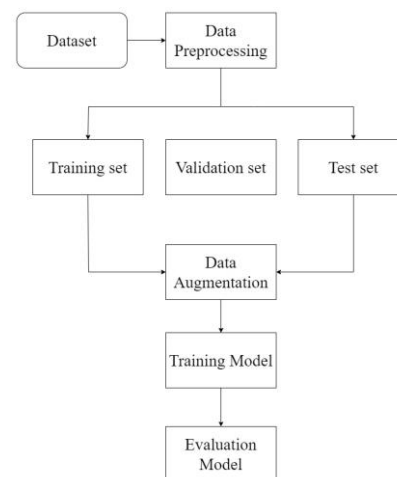 Dataset
Data
Preprocessing
Training set
Validation set
Test set
Data
Augmentation
Training Model
Evaluation
Model